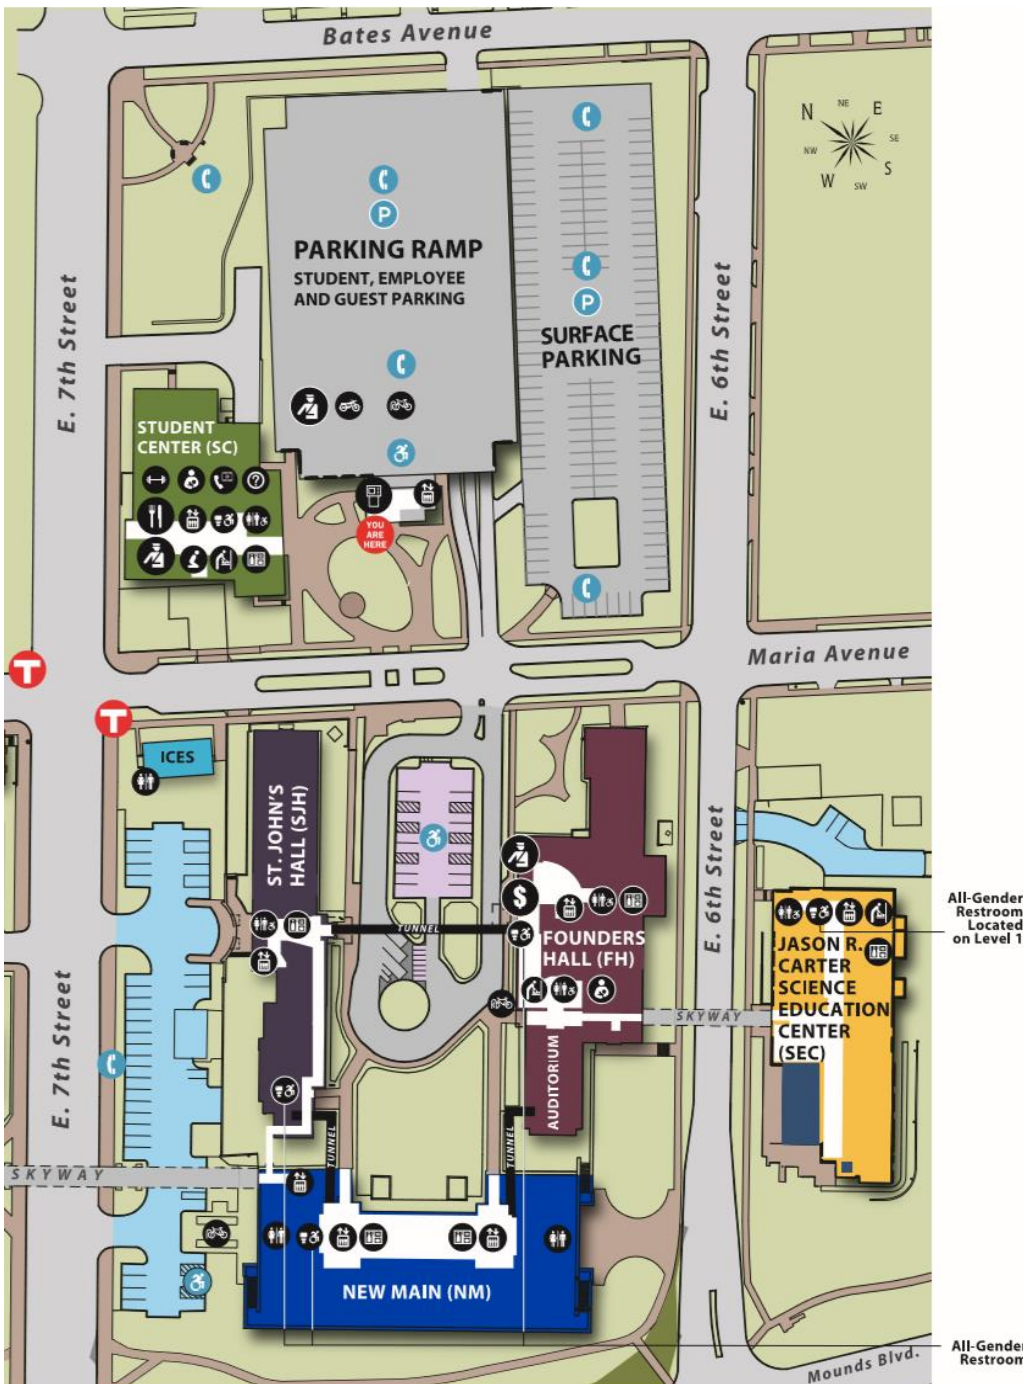 Bates Avenue
N
NE
E
SE
NW
S
W
SW
P
PARKING RAMP
STUDENT, EMPLOYEE
AND GUEST PARKING
P
SURFACE
PARKING
E. 7th Street
E. 6th Street
STUDENT
CENTER (SC)
?
YOU
ARE
HERE
Maria Avenue
T
T
ICES
ST. JOHN'S
HALL (SJH)
$
TUNNEL
FOUNDERS
HALL (FH)
AUDITORIUM
E. 6th Street
SKYWAY
JASON R.
CARTER
SCIENCE
EDUCATION
CENTER
(SEC)
All-Gender
Restroom
Located
on Level 1
E. 7th Street
SKYWAY
TUNNEL
TUNNEL
NEW MAIN (NM)
Mounds Blvd.
All-Gender
Restroom